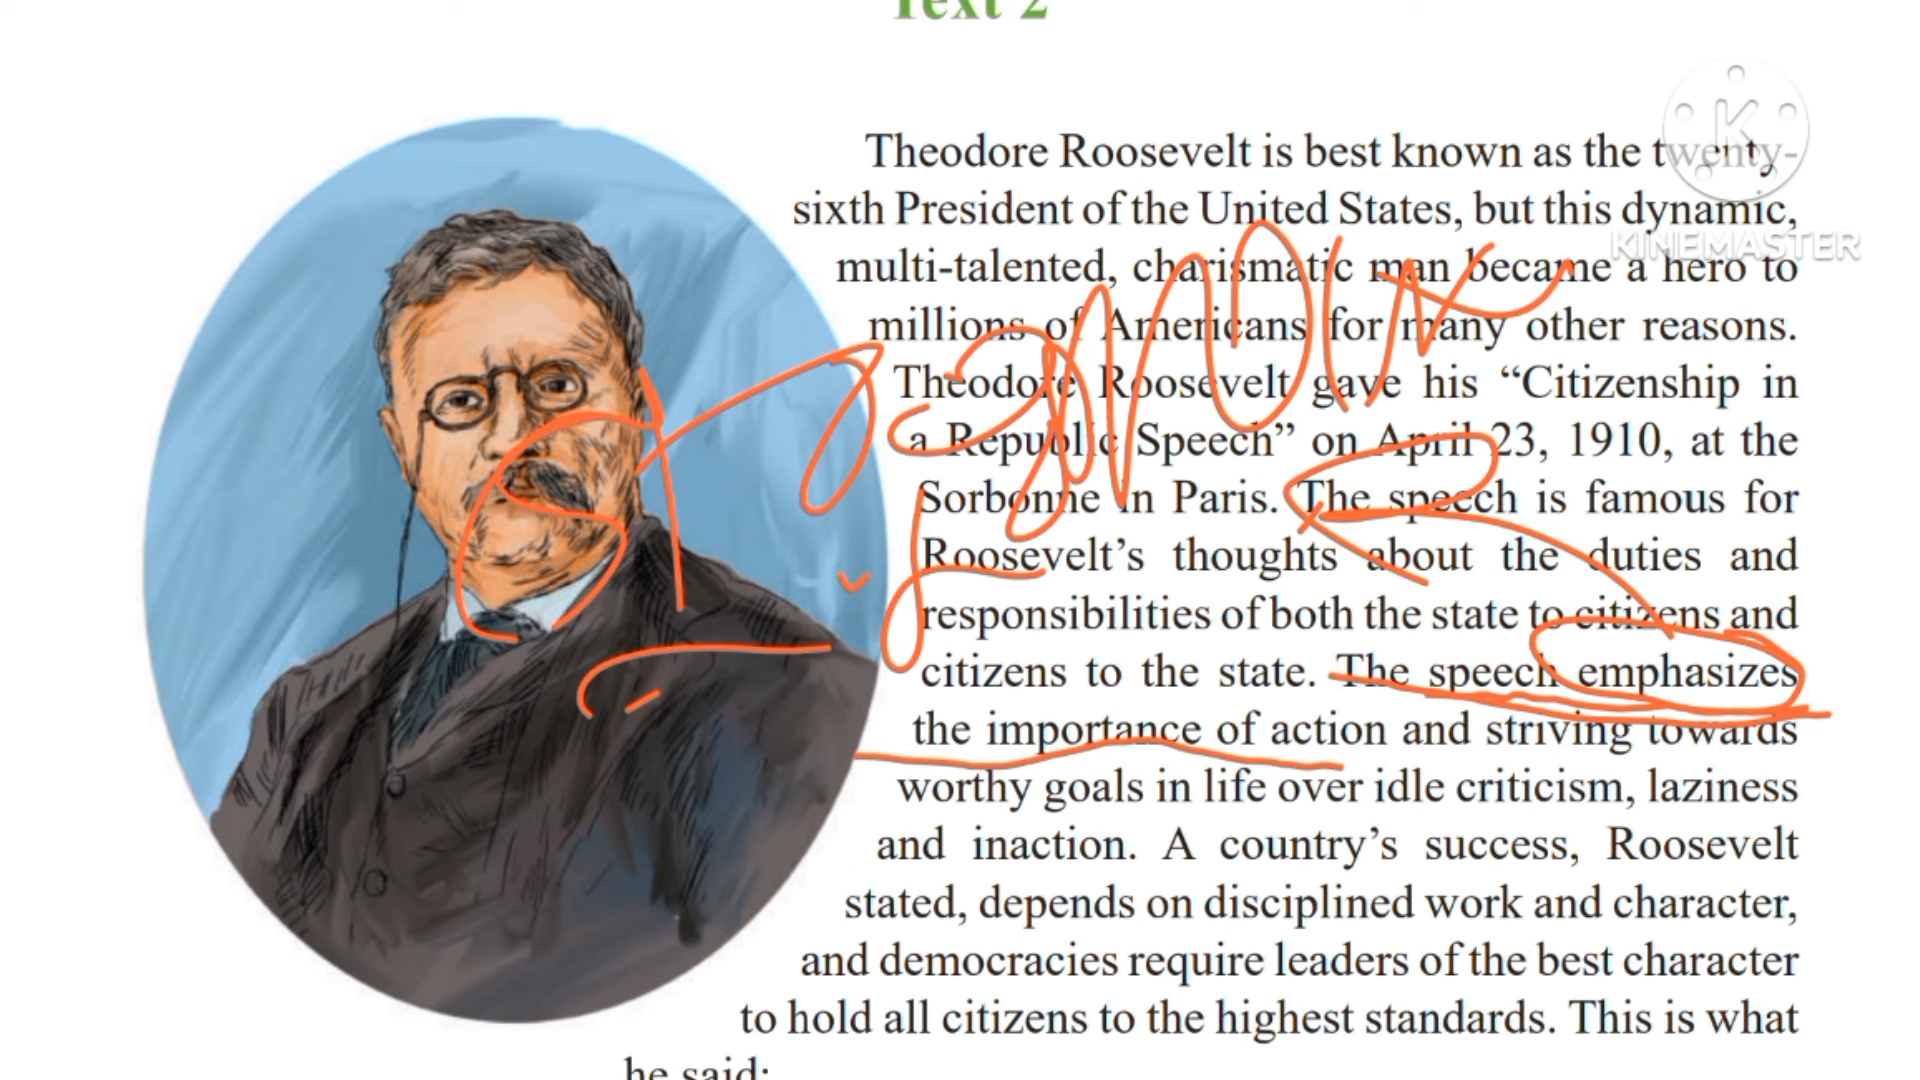 Text 2
Theodore Roosevelt is best known as the twenty-
sixth President of the United States, but this dynamic,
multi-talented, charismatic man became a hero to
millions of Americans for many other reasons.
Theodore Roosevelt gave his “Citizenship in
a Republic Speech” on April 23, 1910, at the
Sorbonne in Paris. The speech is famous for
Roosevelt’s thoughts about the duties and
responsibilities of both the state to citizens and
citizens to the state. The speech emphasizes
the importance of action and striving towards
worthy goals in life over idle criticism, laziness
and inaction. A country’s success, Roosevelt
stated, depends on disciplined work and character,
and democracies require leaders of the best character
to hold all citizens to the highest standards. This is what
he said:
K
KINEMASTER